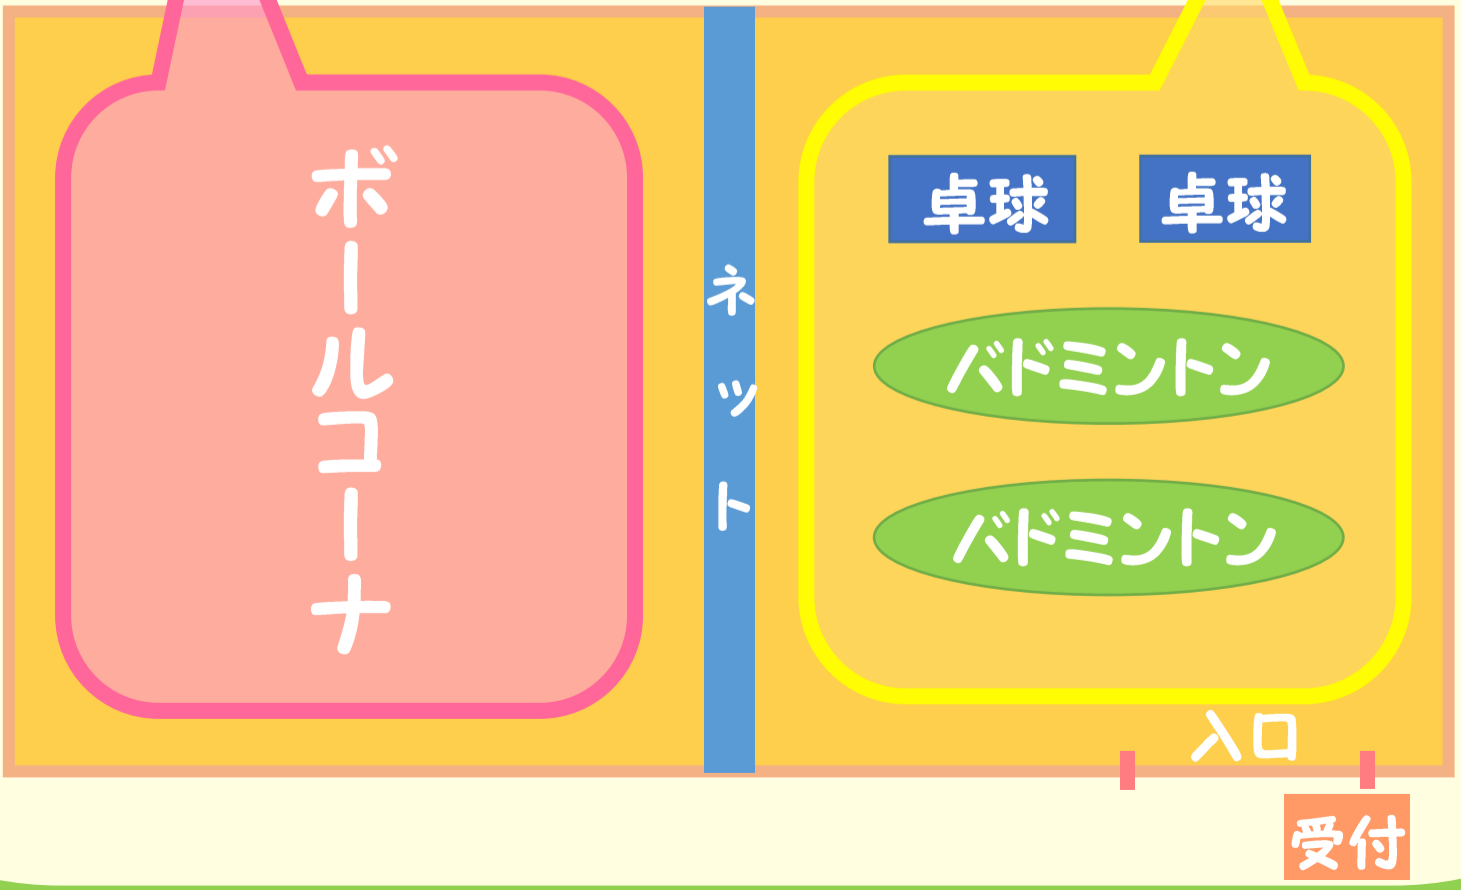 ボールコーナ
ネット
卓球
卓球
バドミントン
バドミントン
入口
受付